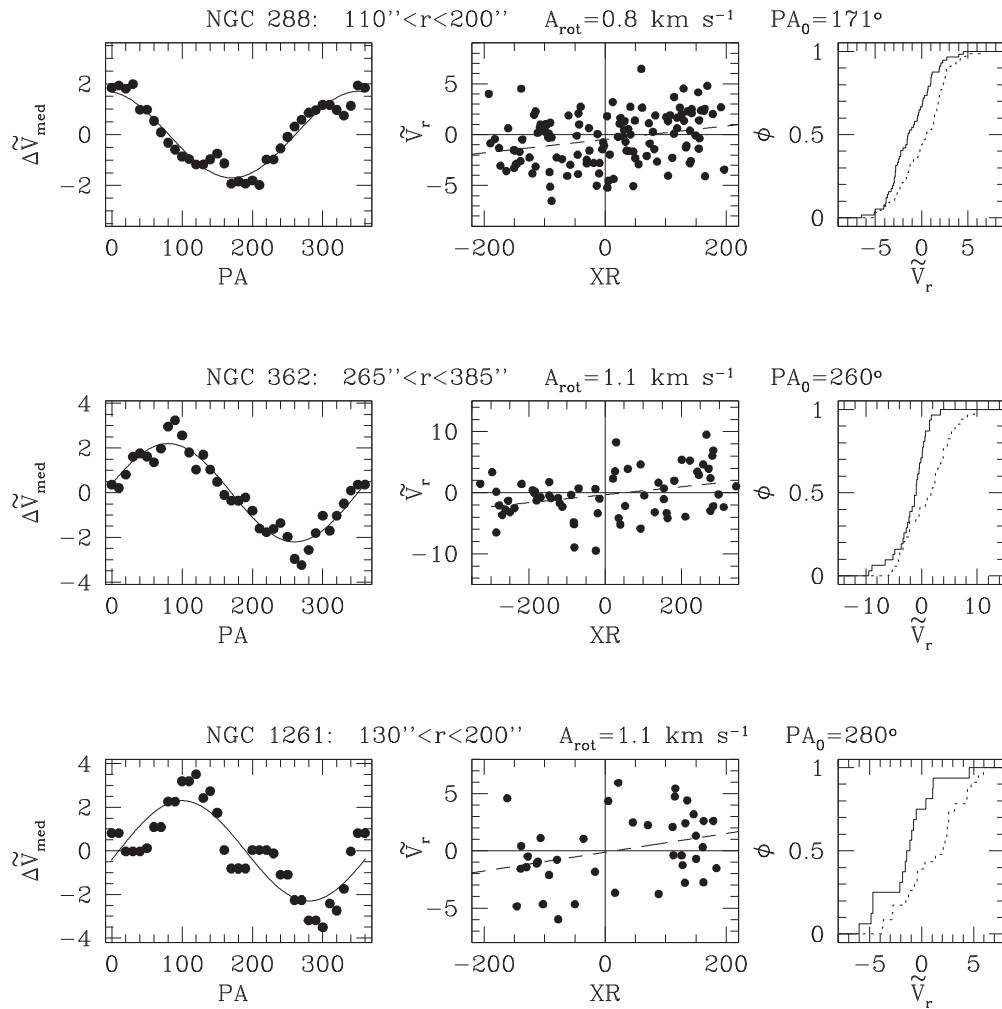 NGC 288: 110''<r<200'' A_rot=0.8 km s⁻¹ PA₀=171°
2
0
−2
ΔṼ_med
0 100 200 300
PA
5
0
−5
Ṽ_r
−200 0 200
XR
1
0.5
0
ϕ
−5 0 5
Ṽ_r
NGC 362: 265''<r<385'' A_rot=1.1 km s⁻¹ PA₀=260°
4
2
0
−2
−4
ΔṼ_med
0 100 200 300
PA
10
0
−10
Ṽ_r
−200 0 200
XR
1
0.5
0
ϕ
−10 0 10
Ṽ_r
NGC 1261: 130''<r<200'' A_rot=1.1 km s⁻¹ PA₀=280°
4
2
0
−2
−4
ΔṼ_med
0 100 200 300
PA
5
0
−5
Ṽ_r
−200 0 200
XR
1
0.5
0
ϕ
−5 0 5
Ṽ_r